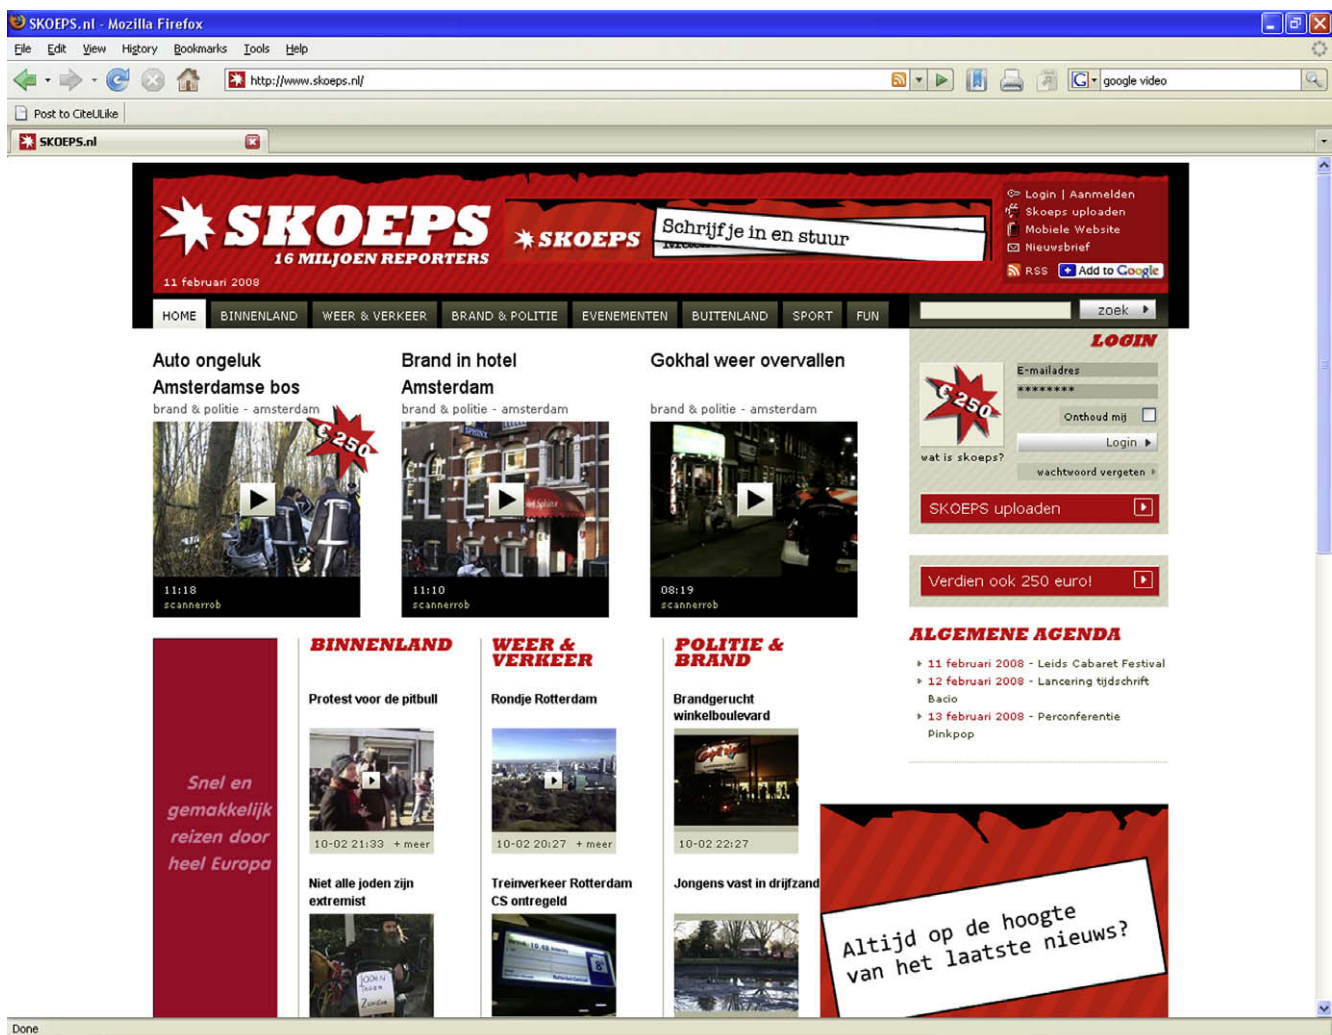 SKOEPS.nl - Mozilla Firefox
File Edit View History Bookmarks Tools Help
http://www.skoeps.nl/
google video
Post to CiteULike
SKOEPS.nl
SKOEPS
16 MILJOEN REPORTERS
11 februari 2008
SKOEPS
Schrijf je in en stuur
Login | Aanmelden
Skoeps uploaden
Mobiele Website
Nieuwsbrief
RSS Add to Google
HOME BINNENLAND WEER & VERKEER BRAND & POLITIE EVENEMENTEN BUITENLAND SPORT FUN
zoek
Auto ongeluk
Amsterdamse bos
brand & politie - amsterdam
€ 250
11:18
scannerrob
Brand in hotel
Amsterdam
brand & politie - amsterdam
SPHINX
11:10
scannerrob
Gokhal weer overvallen
brand & politie - amsterdam
08:19
scannerrob
LOGIN
€ 250
wat is skoeps?
E-mailadres
********
Onthoud mij
Login
wachtwoord vergeten
SKOEPS uploaden
Verdien ook 250 euro!
ALGEMENE AGENDA
11 februari 2008 - Leids Cabaret Festival
12 februari 2008 - Lancering tijdschrift
Bacio
13 februari 2008 - Perconferentie
Pinkpop
Snel en
gemakkelijk
reizen door
heel Europa
BINNENLAND
Protest voor de pitbull
10-02 21:33 + meer
Niet alle joden zijn
extremist
WEER &
VERKEER
Rondje Rotterdam
10-02 20:27 + meer
Treinverkeer Rotterdam
CS ontregeld
POLITIE &
BRAND
Brandgerucht
winkelboulevard
10-02 22:27
Jongens vast in drijfzand
Altijd op de hoogte
van het laatste nieuws?
Done